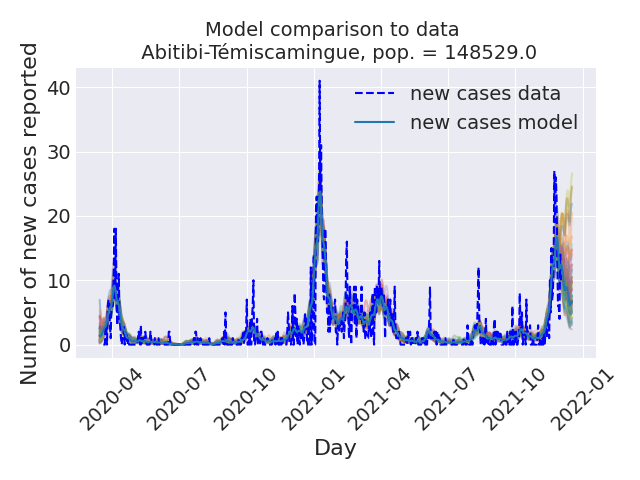 Model comparison to data
Abitibi-Témiscamingue, pop. = 148529.0
Number of new cases reported
40
30
20
10
0
new cases data
new cases model
2020-04
2020-07
2020-10
2021-01
2021-04
2021-07
2021-10
2022-01
Day